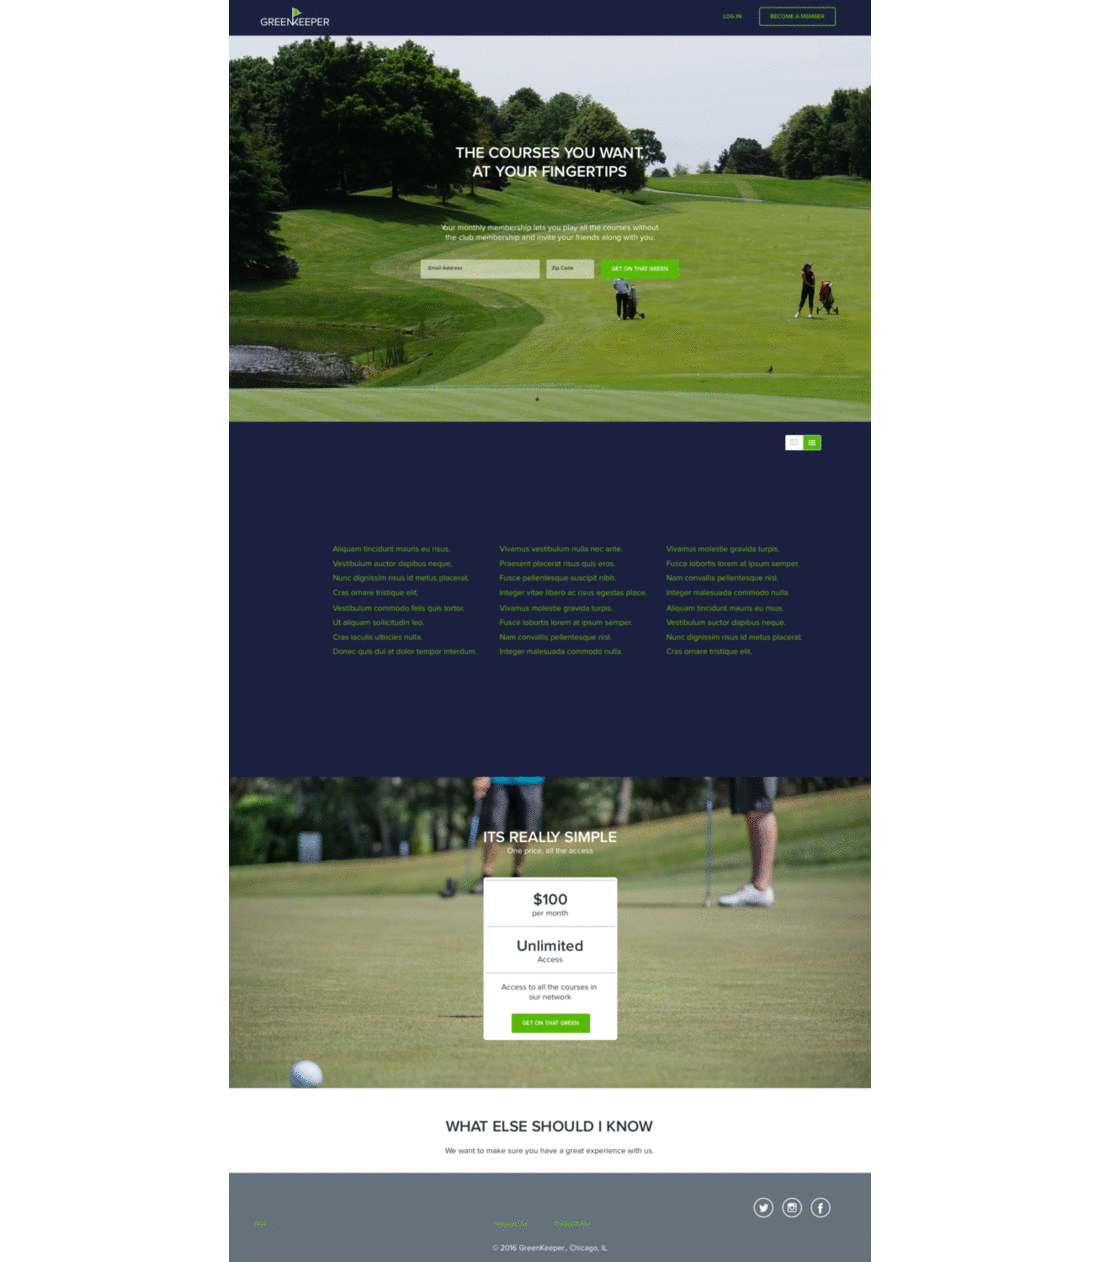 GREENKEEPER
LOG IN
BECOME A MEMBER
THE COURSES YOU WANT,
AT YOUR FINGERTIPS
Your monthly membership lets you play all the courses without
the club membership and invite your friends along with you.
Email Address
Zip Code
GET ON THAT GREEN
Aliquam tincidunt mauris eu risus.
Vestibulum auctor dapibus neque.
Nunc dignissim risus id metus placerat.
Cras ornare tristique elit.
Vestibulum commodo felis quis tortor.
Ut aliquam sollicitudin leo.
Cras iaculis ultricies nulla.
Donec quis dui at dolor tempor interdum.
Vivamus vestibulum nulla nec ante.
Praesent placerat risus quis eros.
Fusce pellentesque suscipit nibh.
Integer vitae libero ac risus egestas place.
Vivamus molestie gravida turpis.
Fusce lobortis lorem at ipsum semper.
Nam convallis pellentesque nisl.
Integer malesuada commodo nulla.
Vivamus molestie gravida turpis.
Fusce lobortis lorem at ipsum semper.
Nam convallis pellentesque nisl.
Integer malesuada commodo nulla.
Aliquam tincidunt mauris eu risus.
Vestibulum auctor dapibus neque.
Nunc dignissim risus id metus placerat.
Cras ornare tristique elit.
ITS REALLY SIMPLE
One price, all the access
$100
per month
Unlimited
Access
Access to all the courses in
our network
GET ON THAT GREEN
WHAT ELSE SHOULD I KNOW
We want to make sure you have a great experience with us.
© 2016 GreenKeeper, Chicago, IL